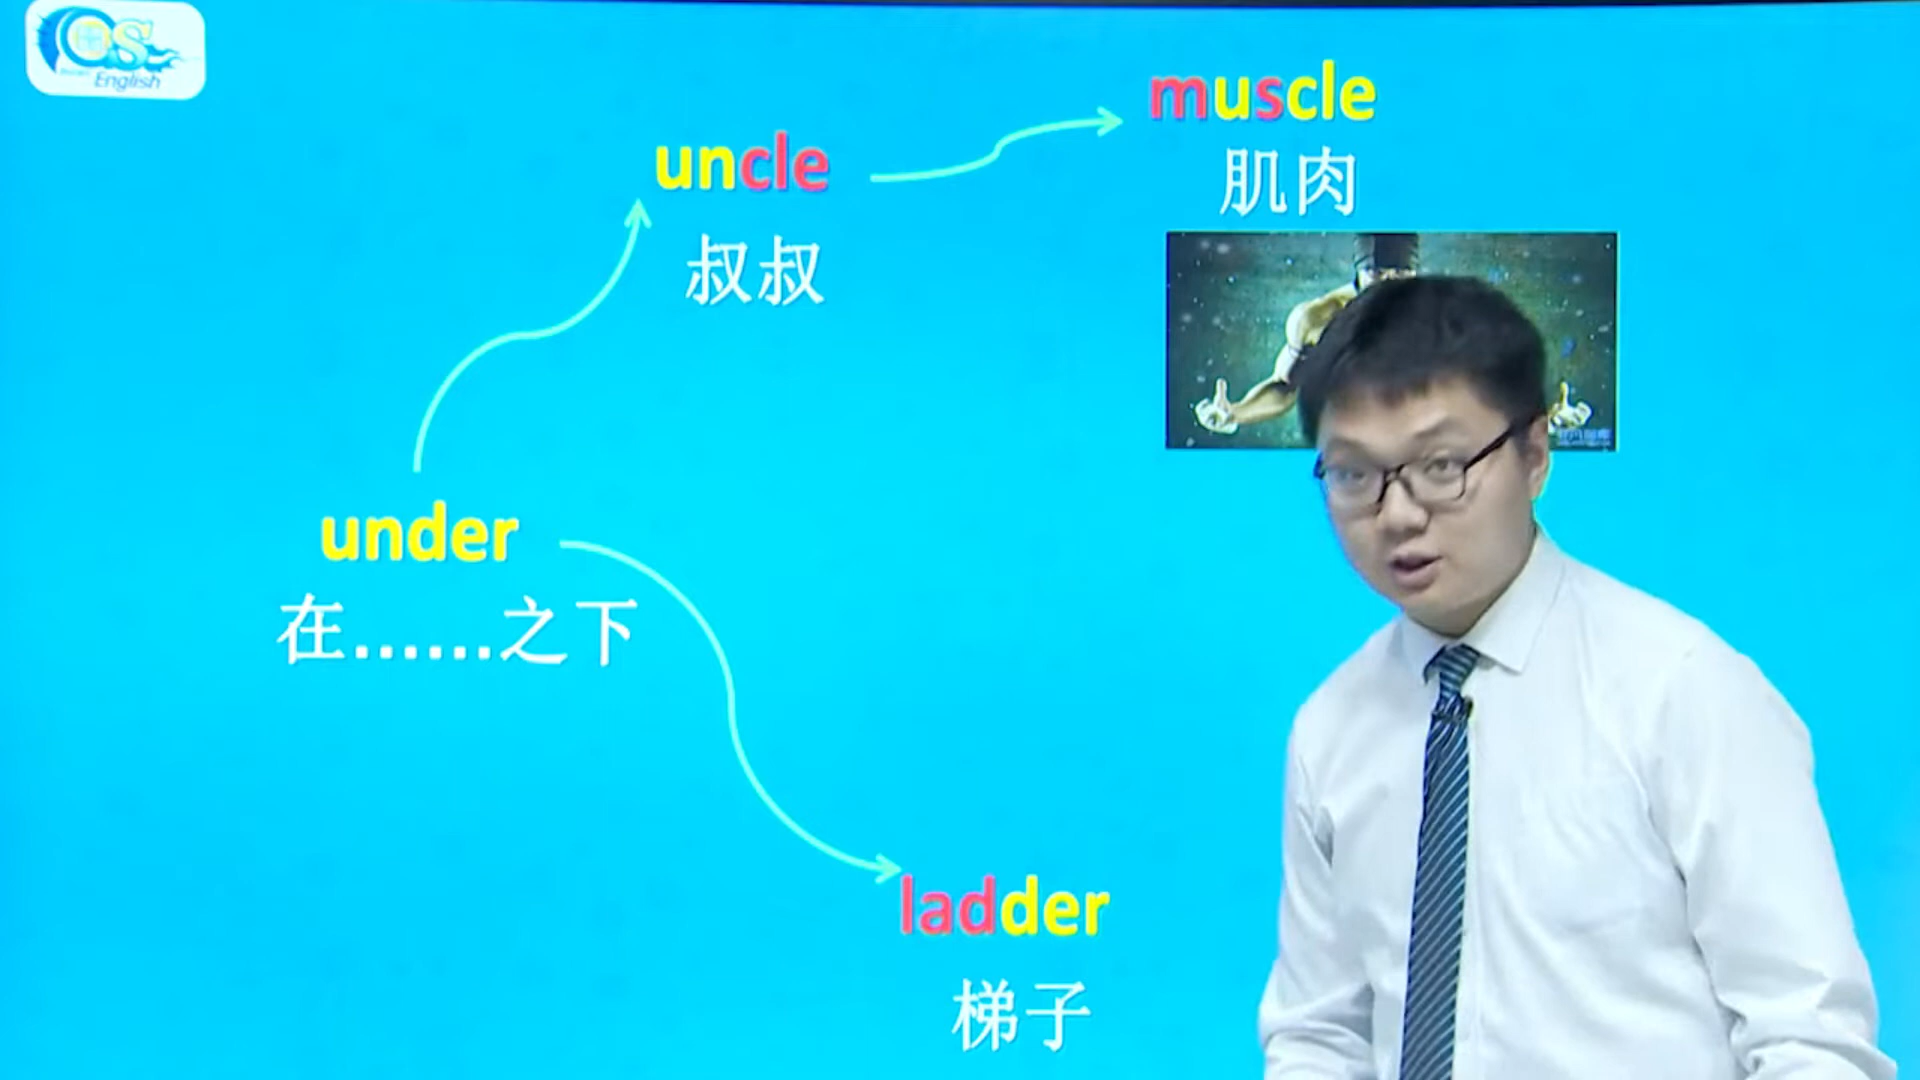 English
muscle
肌肉
uncle
叔叔
under
在......之下
ladder
梯子